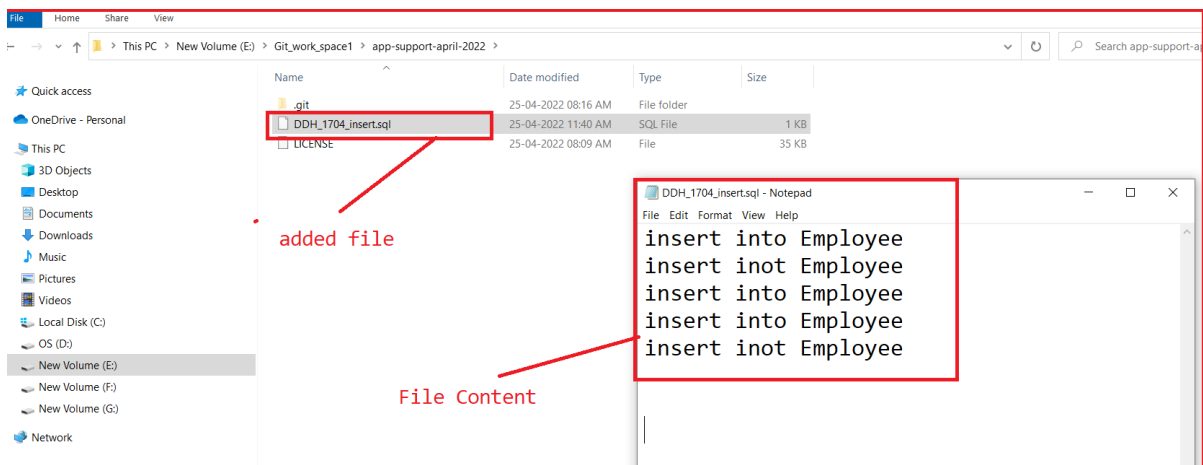 File Home Share View
This PC > New Volume (E:) > Git_work_space1 > app-support-april-2022 >
Search app-support-a
Name Date modified Type Size
Quick access
OneDrive - Personal
This PC
3D Objects
Desktop
Documents
Downloads
Music
Pictures
Videos
Local Disk (C:)
OS (D:)
New Volume (E:)
New Volume (F:)
New Volume (G:)
Network
.git 25-04-2022 08:16 AM File folder
DDH_1704_insert.sql 25-04-2022 11:40 AM SQL File 1 KB
LICENSE 25-04-2022 08:09 AM File 35 KB
added file
DDH_1704_insert.sql - Notepad
File Edit Format View Help
insert into Employee
insert inot Employee
insert into Employee
insert into Employee
insert inot Employee
File Content